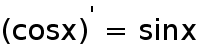 (cosx)' = sinx